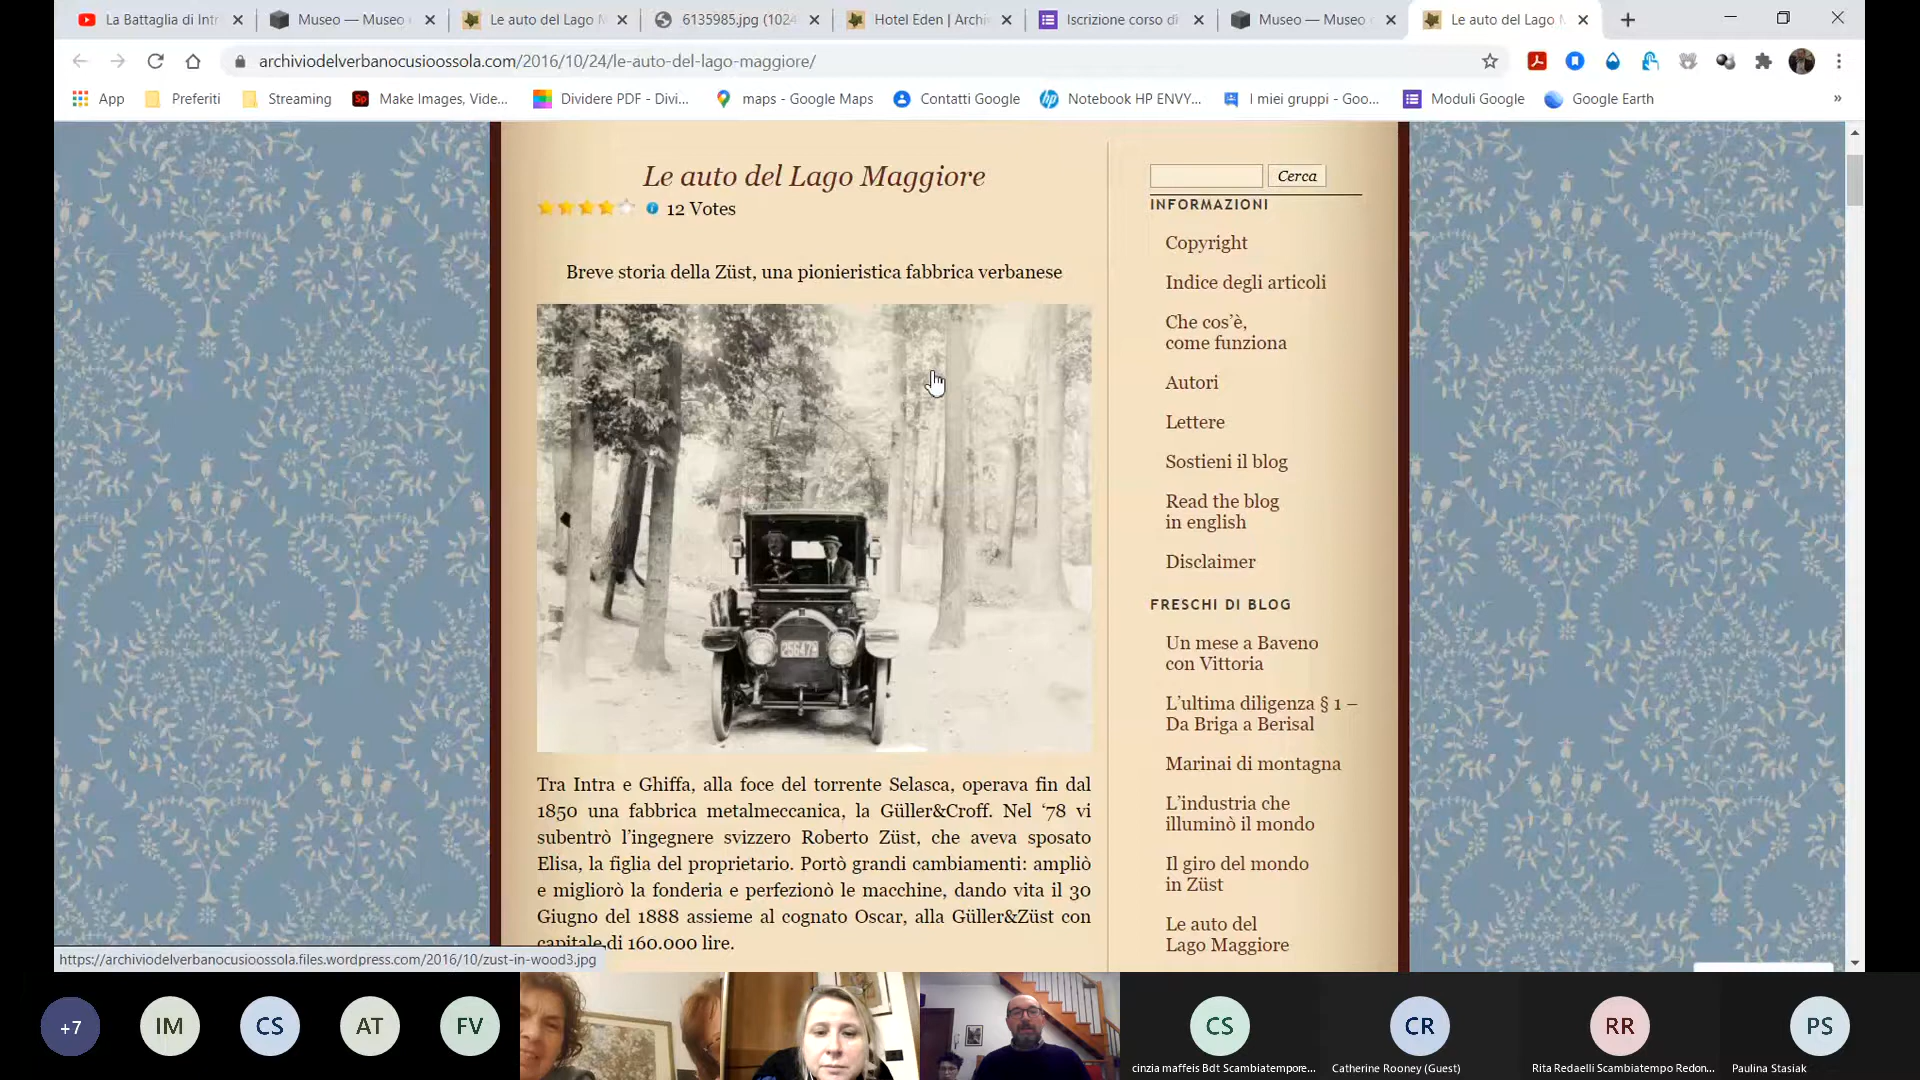 La Battaglia di Intr
Museo — Museo
Le auto del Lago M
6135985.jpg (1024
Hotel Eden | Archi
Iscrizione corso di
Museo — Museo
Le auto del Lago M
archiviodelverbanocusioossola.com/2016/10/24/le-auto-del-lago-maggiore/
App
Preferiti
Streaming
Sp
Make Images, Vide...
Dividere PDF - Divi...
maps - Google Maps
Contatti Google
hp
Notebook HP ENVY...
I miei gruppi - Goo...
Moduli Google
Google Earth
»
Le auto del Lago Maggiore
12 Votes
Breve storia della Züst, una pionieristica fabbrica verbanese
25647
Tra Intra e Ghiffa, alla foce del torrente Selasca, operava fin dal
1850 una fabbrica metalmeccanica, la Güller&Croff. Nel ‘78 vi
subentrò l’ingegnere svizzero Roberto Züst, che aveva sposato
Elisa, la figlia del proprietario. Portò grandi cambiamenti: ampliò
e migliorò la fonderia e perfezionò le macchine, dando vita il 30
Giugno del 1888 assieme al cognato Oscar, alla Güller&Züst con
capitale di 160.000 lire.
Cerca
INFORMAZIONI
Copyright
Indice degli articoli
Che cos’è,
come funziona
Autori
Lettere
Sostieni il blog
Read the blog
in english
Disclaimer
FRESCHI DI BLOG
Un mese a Baveno
con Vittoria
L’ultima diligenza § 1 –
Da Briga a Berisal
Marinai di montagna
L’industria che
illuminò il mondo
Il giro del mondo
in Züst
Le auto del
Lago Maggiore
https://archiviodelverbanocusioossola.files.wordpress.com/2016/10/zust-in-wood3.jpg
+7
IM
CS
AT
FV
CS
CR
RR
PS
cinzia maffeis Bdt Scambiatempore...
Catherine Rooney (Guest)
Rita Redaelli Scambiatempo Redon...
Paulina Stasiak